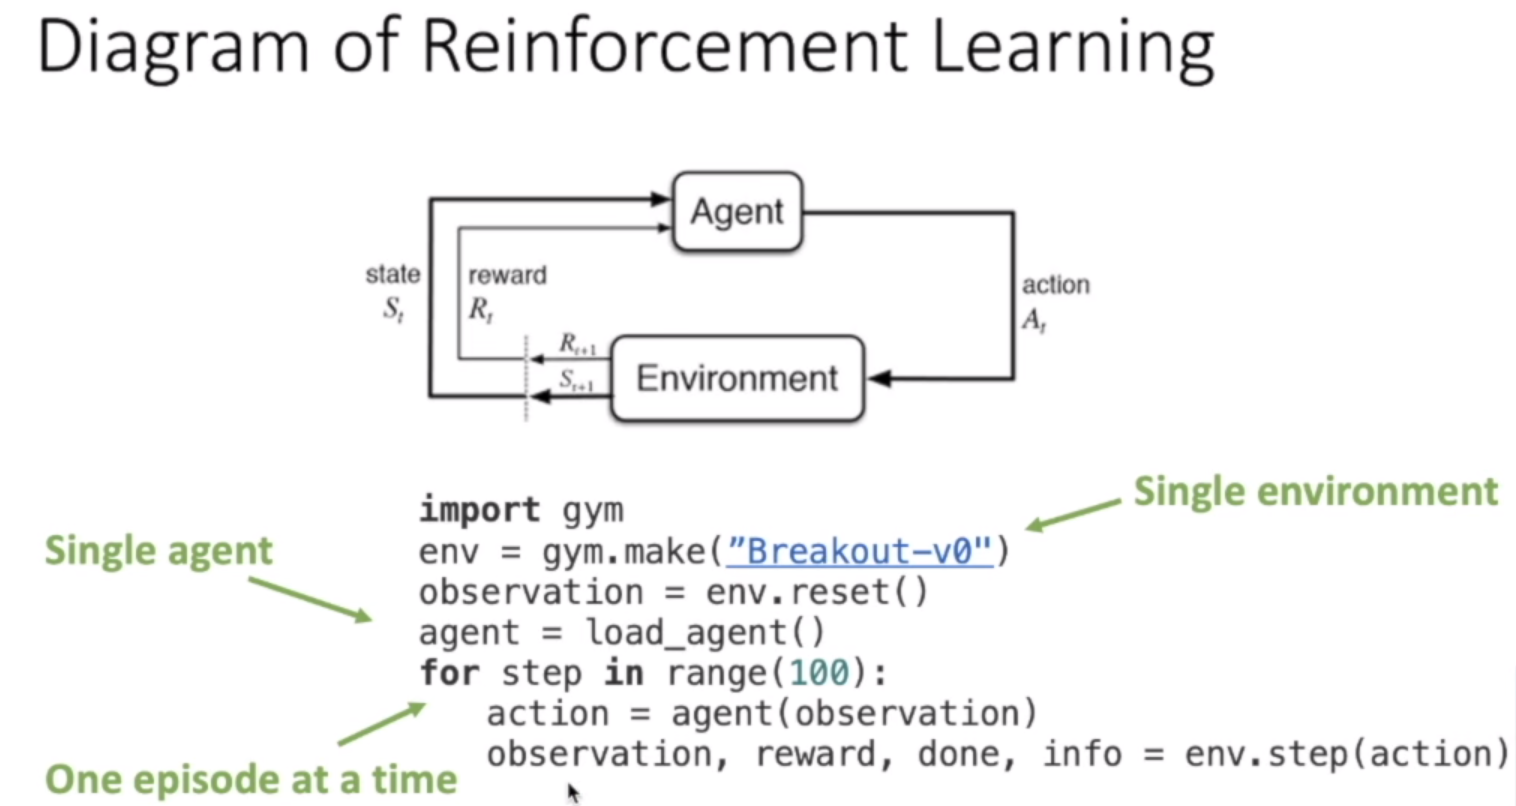 Diagram of Reinforcement Learning
Agent
state
S_t
reward
R_t
action
A_t
R_{t+1}
S_{t+1}
Environment
Single environment
Single agent
One episode at a time
import gym
env = gym.make(”Breakout-v0")
observation = env.reset()
agent = load_agent()
for step in range(100):
    action = agent(observation)
    observation, reward, done, info = env.step(action)